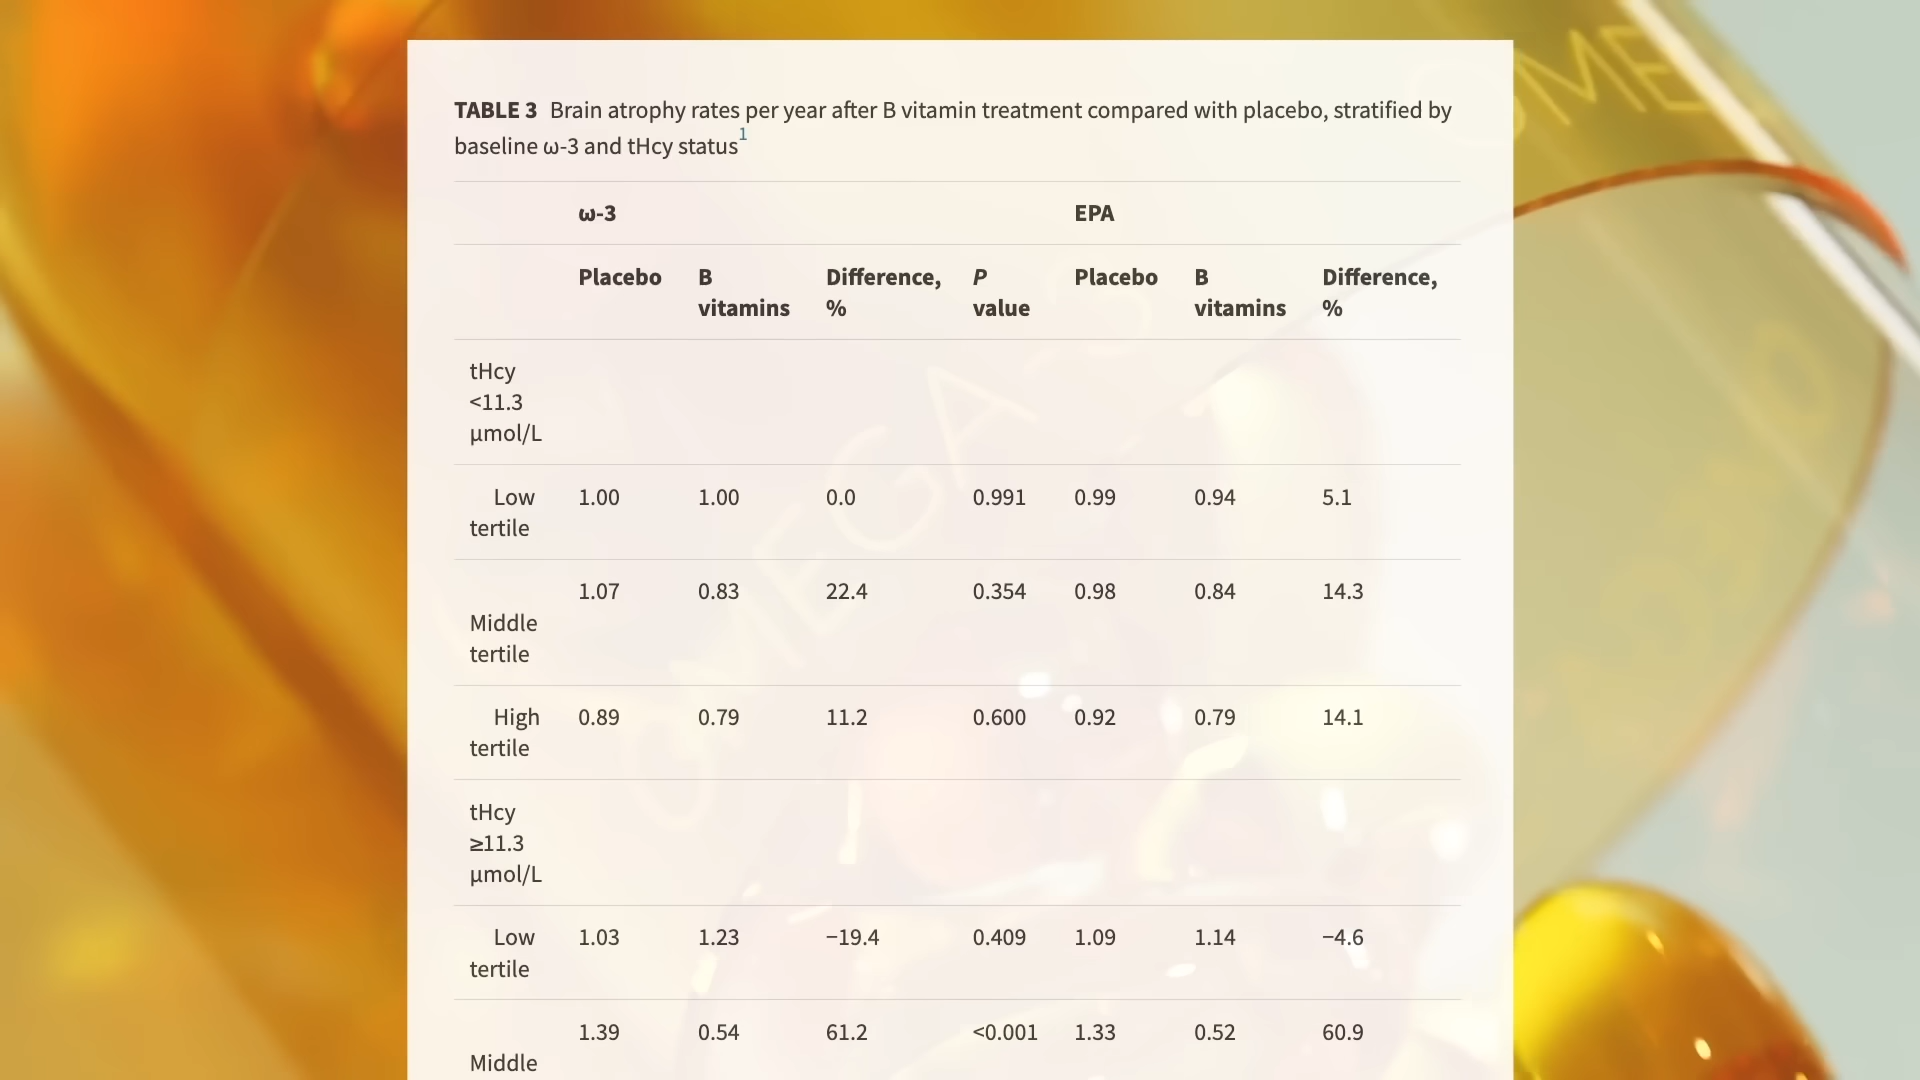 TABLE 3 Brain atrophy rates per year after B vitamin treatment compared with placebo, stratified by
baseline ω-3 and tHcy status1
ω-3 EPA
Placebo B vitamins Difference, % P value Placebo B vitamins Difference, %
tHcy <11.3 μmol/L
Low tertile 1.00 1.00 0.0 0.991 0.99 0.94 5.1
Middle tertile 1.07 0.83 22.4 0.354 0.98 0.84 14.3
High tertile 0.89 0.79 11.2 0.600 0.92 0.79 14.1
tHcy ≥11.3 μmol/L
Low tertile 1.03 1.23 −19.4 0.409 1.09 1.14 −4.6
Middle 1.39 0.54 61.2 <0.001 1.33 0.52 60.9
OMEGA-3